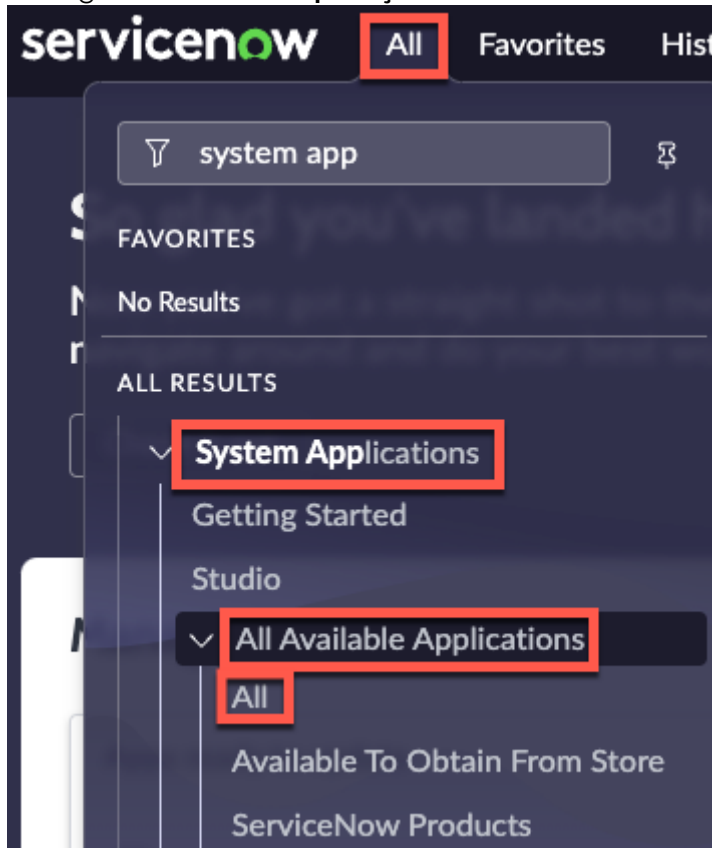 servicenow All Favorites Hist
system app
FAVORITES
No Results
ALL RESULTS
System Applications
Getting Started
Studio
All Available Applications
All
Available To Obtain From Store
ServiceNow Products